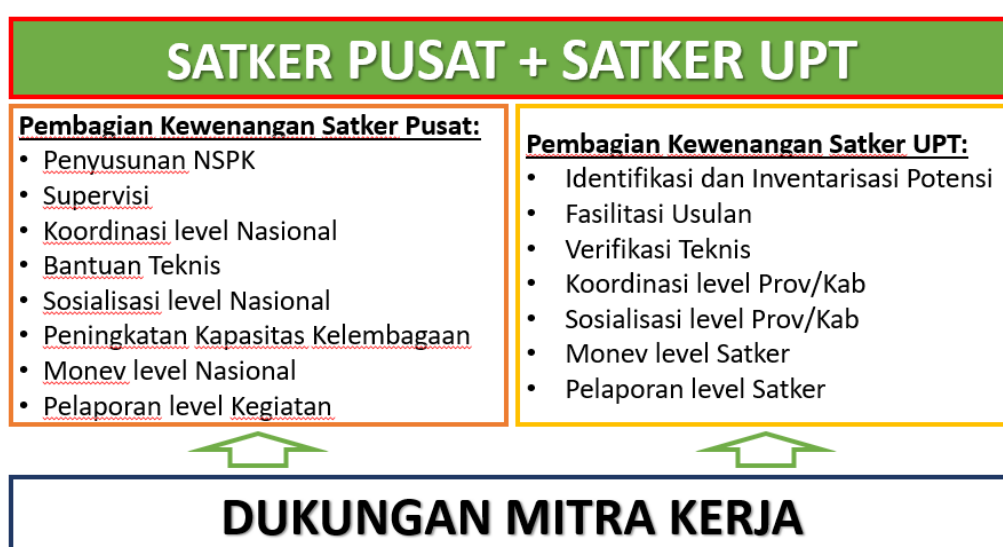 SATKER PUSAT + SATKER UPT
Pembagian Kewenangan Satker Pusat:
• Penyusunan NSPK
• Supervisi
• Koordinasi level Nasional
• Bantuan Teknis
• Sosialisasi level Nasional
• Peningkatan Kapasitas Kelembagaan
• Monev level Nasional
• Pelaporan level Kegiatan
Pembagian Kewenangan Satker UPT:
• Identifikasi dan Inventarisasi Potensi
• Fasilitasi Usulan
• Verifikasi Teknis
• Koordinasi level Prov/Kab
• Sosialisasi level Prov/Kab
• Monev level Satker
• Pelaporan level Satker
DUKUNGAN MITRA KERJA